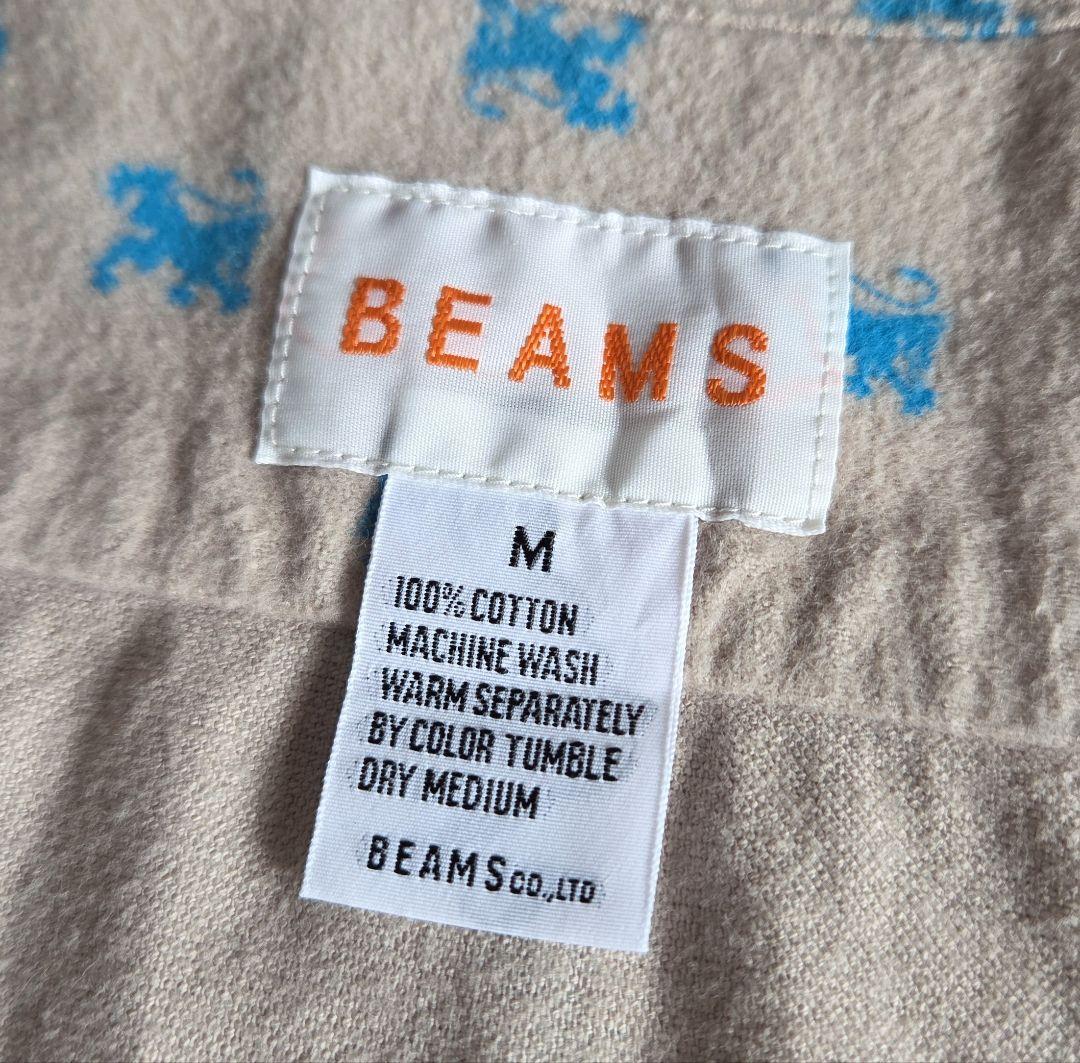 BEAMS
M
100% COTTON
MACHINE WASH
WARM SEPARATELY
BY COLOR TUMBLE
DRY MEDIUM
BEAMS CO.,LTD